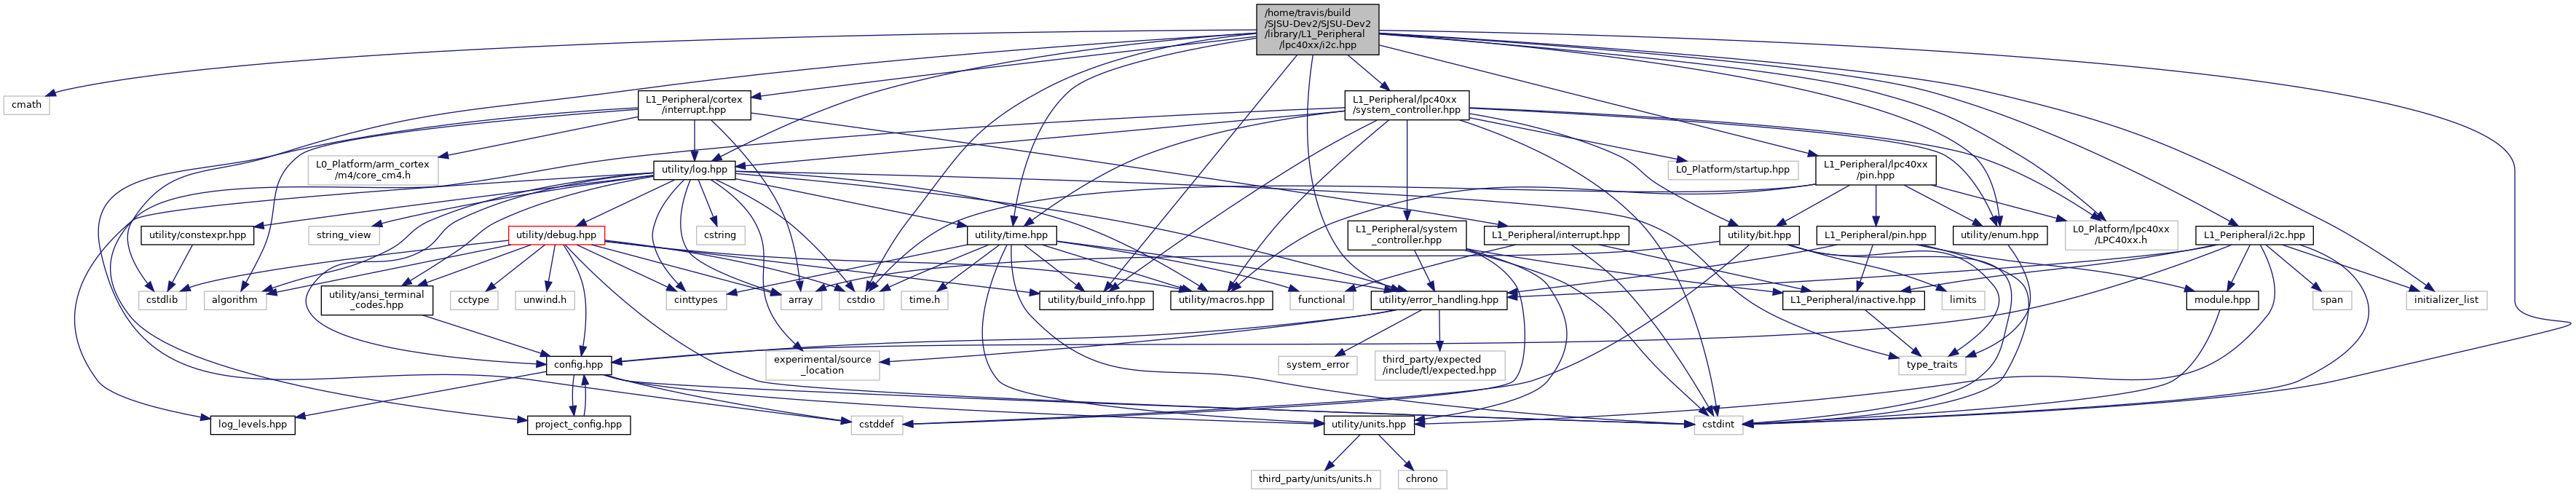 /home/travis/build
/SJSU-Dev2/SJSU-Dev2
/library/L1_Peripheral
/lpc40xx/i2c.hpp
cmath
L1_Peripheral/cortex
/interrupt.hpp
L1_Peripheral/lpc40xx
/system_controller.hpp
L0_Platform/arm_cortex
/m4/core_cm4.h
utility/log.hpp
L0_Platform/startup.hpp
L1_Peripheral/lpc40xx
/pin.hpp
utility/constexpr.hpp
string_view
utility/debug.hpp
cstring
utility/time.hpp
L1_Peripheral/system
_controller.hpp
L1_Peripheral/interrupt.hpp
utility/bit.hpp
L1_Peripheral/pin.hpp
utility/enum.hpp
L0_Platform/lpc40xx
/LPC40xx.h
L1_Peripheral/i2c.hpp
cstdlib
algorithm
utility/ansi_terminal
_codes.hpp
cctype
unwind.h
cinttypes
array
cstdio
time.h
utility/build_info.hpp
utility/macros.hpp
functional
utility/error_handling.hpp
L1_Peripheral/inactive.hpp
limits
module.hpp
span
initializer_list
config.hpp
experimental/source
_location
system_error
third_party/expected
/include/tl/expected.hpp
type_traits
log_levels.hpp
project_config.hpp
cstddef
utility/units.hpp
cstdint
third_party/units/units.h
chrono